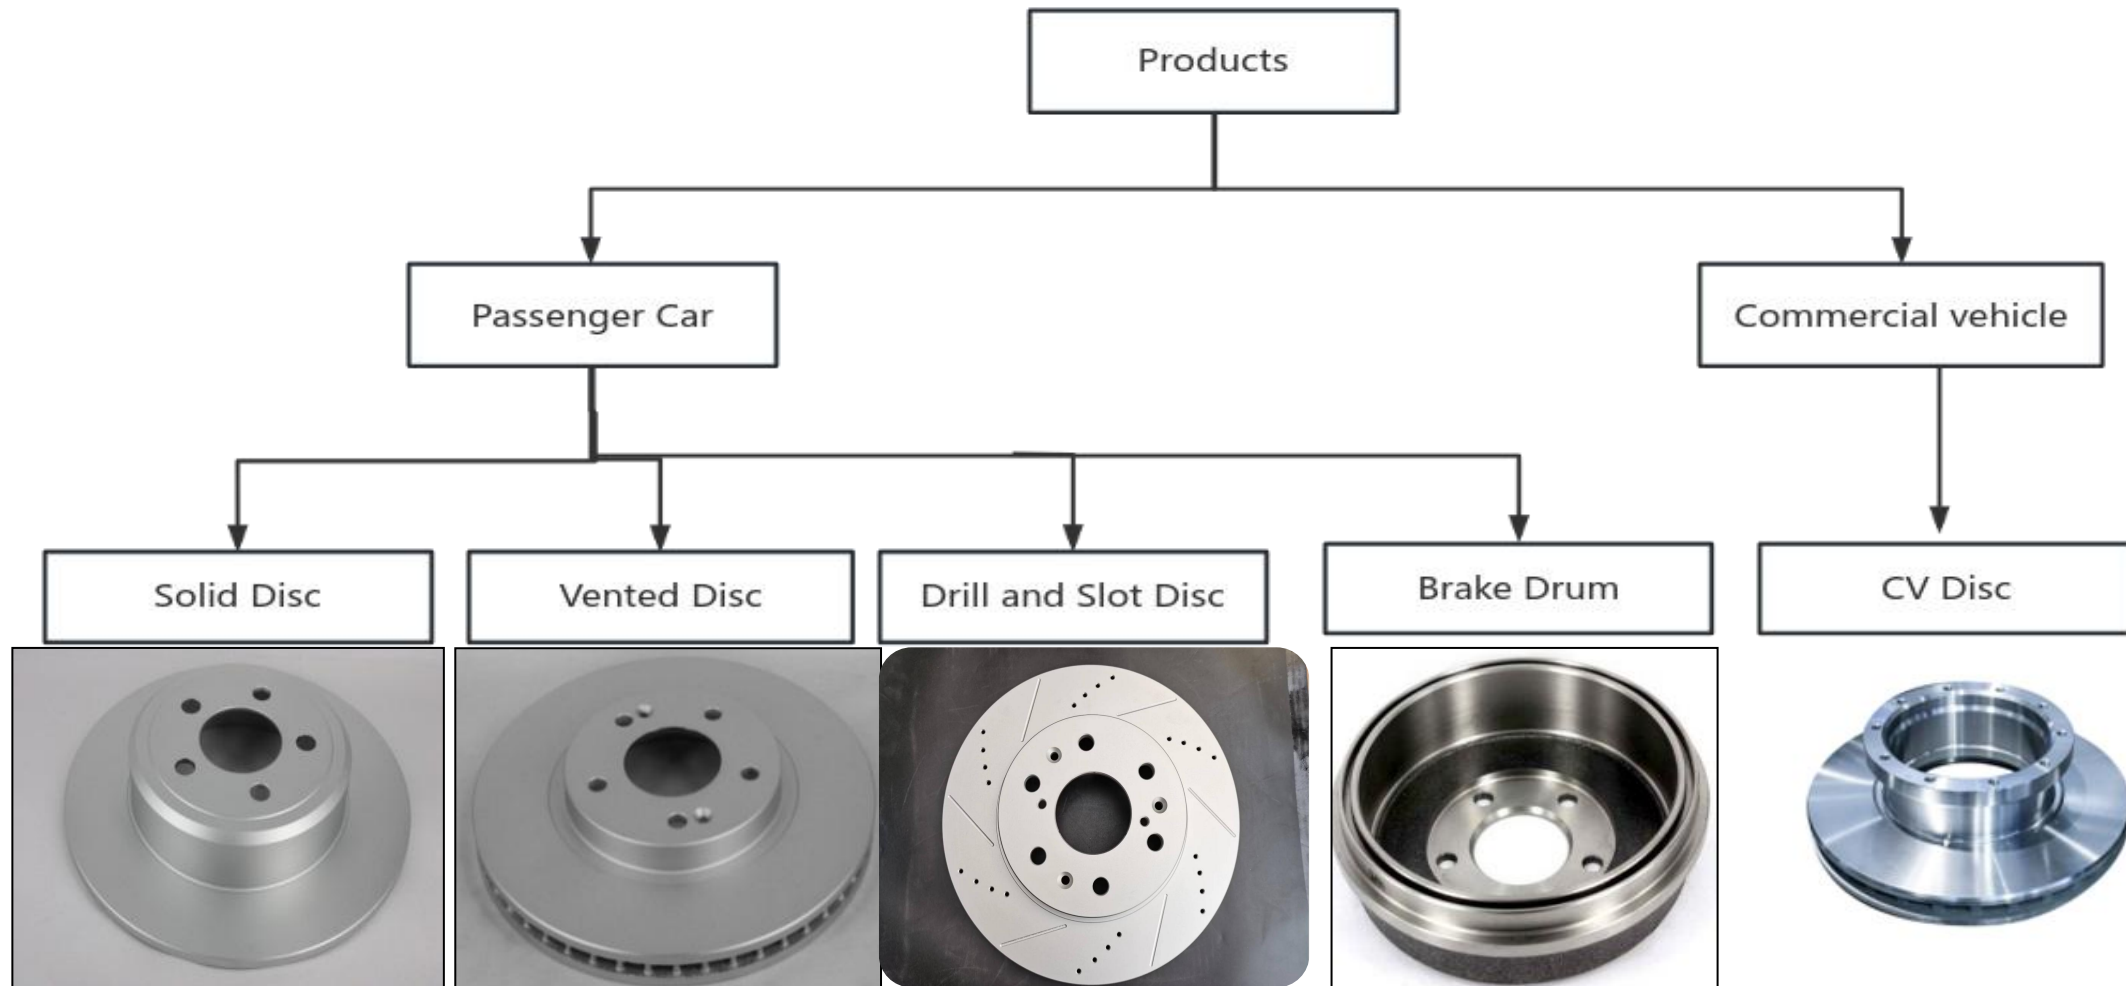 Products
Passenger Car
Commercial vehicle
Solid Disc
Vented Disc
Drill and Slot Disc
Brake Drum
CV Disc